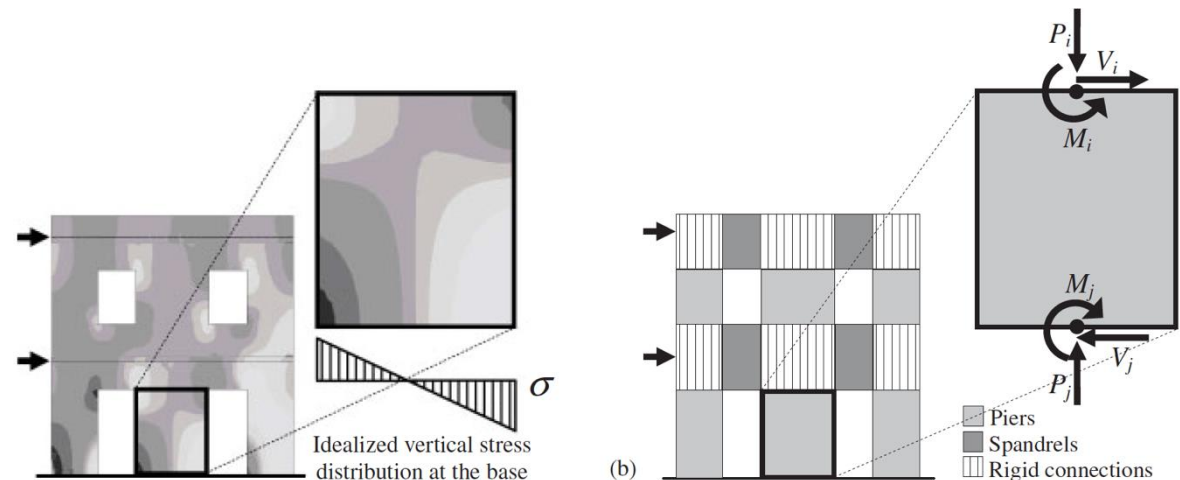 σ
Idealized vertical stress
distribution at the base
(b)
P_i
V_i
M_i
M_j
V_j
P_j
Piers
Spandrels
Rigid connections